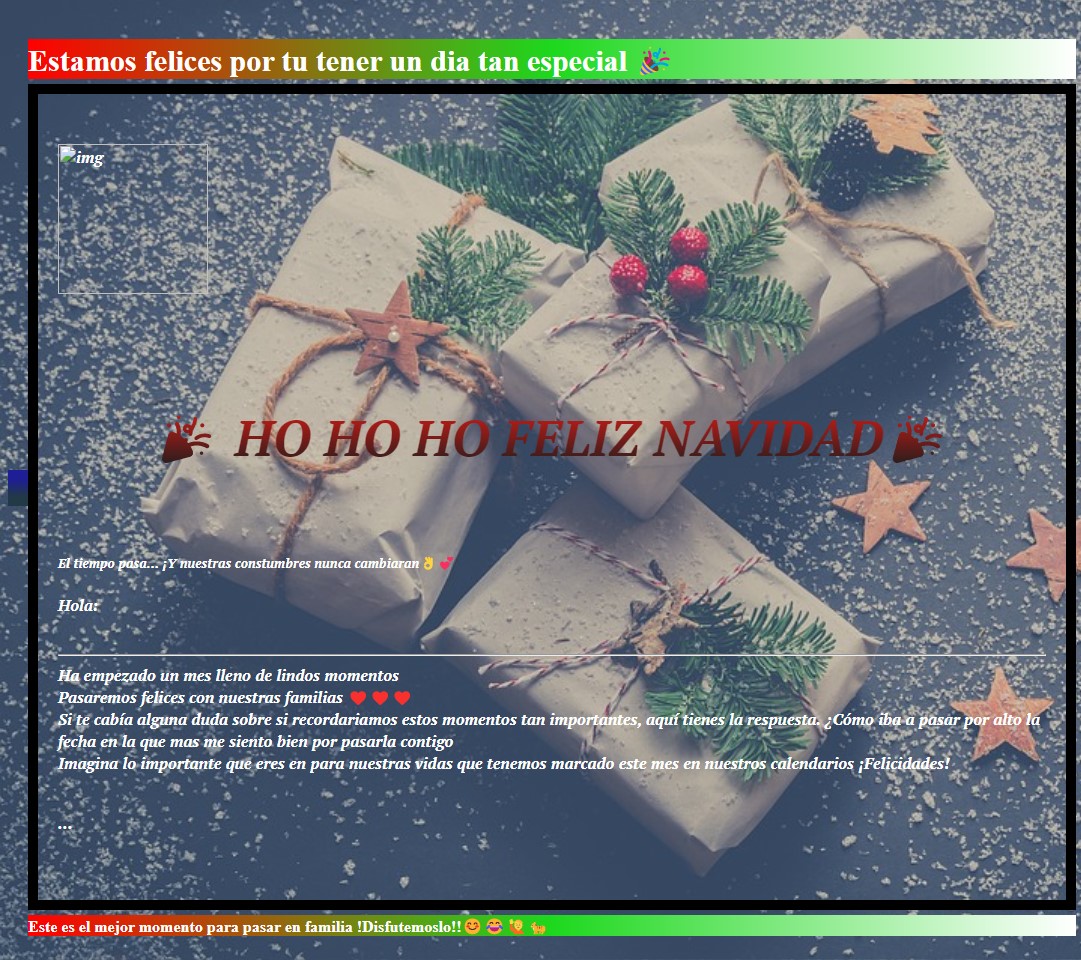 Estamos felices por tu tener un dia tan especial 🎉
img
🎉 HO HO HO FELIZ NAVIDAD 🎉
El tiempo pasa... ¡Y nuestras constumbres nunca cambiaran👌💕
Hola:
Ha empezado un mes lleno de lindos momentos
Pasaremos felices con nuestras familias ♥️♥️♥️
Si te cabía alguna duda sobre si recordariamos estos momentos tan importantes, aquí tienes la respuesta. ¿Cómo iba a pasar por alto la
fecha en la que mas me siento bien por pasarla contigo
Imagina lo importante que eres en para nuestras vidas que tenemos marcado este mes en nuestros calendarios ¡Felicidades!
...
Este es el mejor momento para pasar en familia !Disfutemoslo!!😊😂🙋🐈